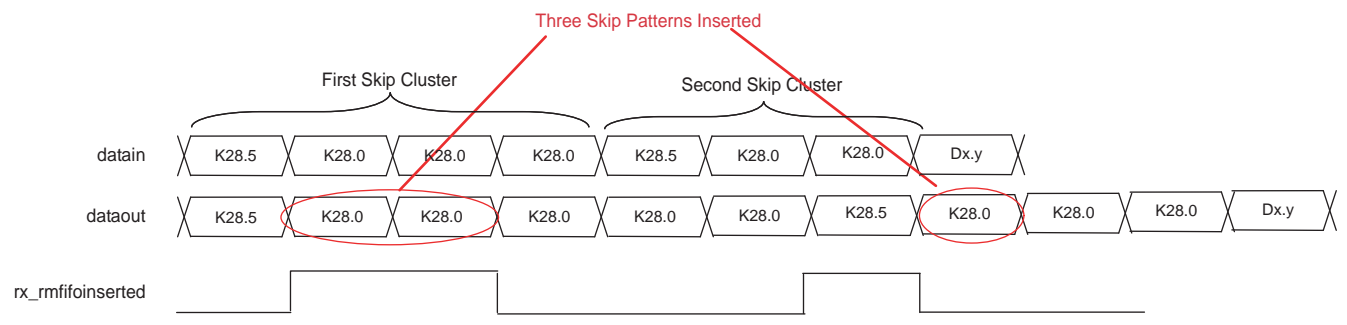 Three Skip Patterns Inserted
First Skip Cluster
Second Skip Cluster
datain K28.5 K28.0 K28.0 K28.0 K28.5 K28.0 K28.0 Dx.y
dataout K28.5 K28.0 K28.0 K28.0 K28.0 K28.0 K28.5 K28.0 K28.0 K28.0 Dx.y
rx_rmfifoinserted